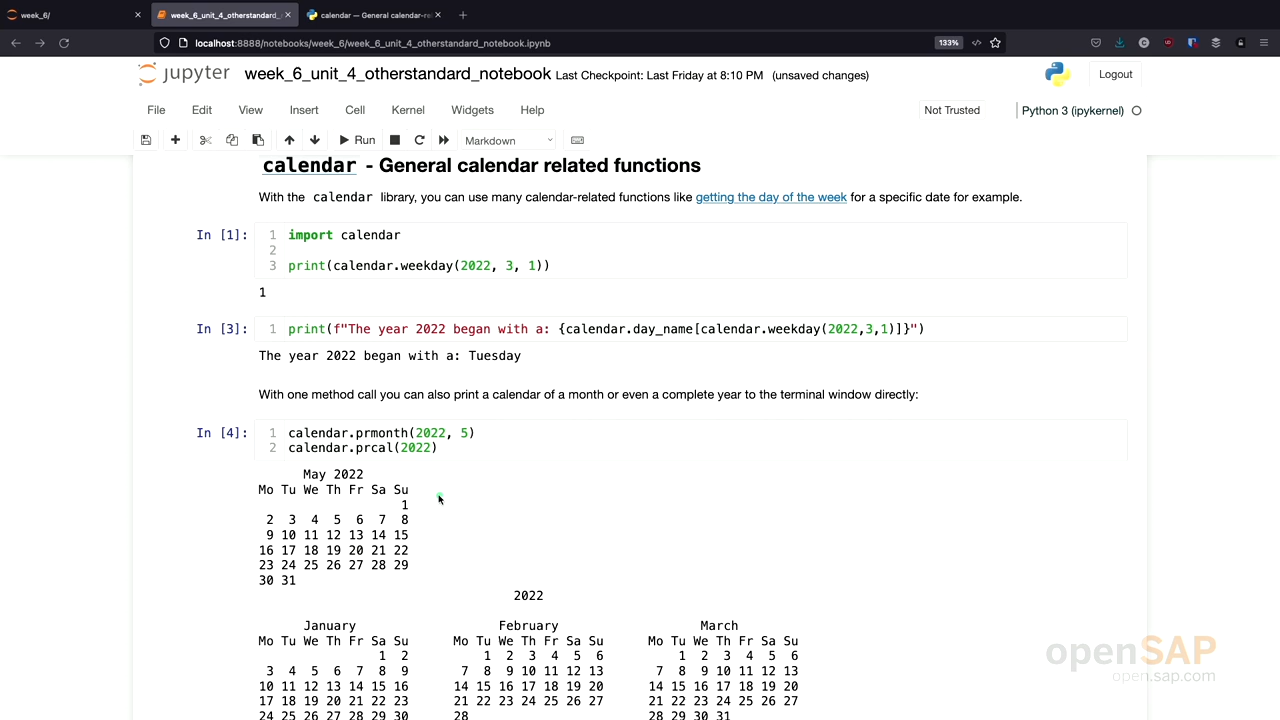 week_6/
week_6_unit_4_otherstandard_
calendar — General calendar-re
localhost:8888/notebooks/week_6/week_6_unit_4_otherstandard_notebook.ipynb
133%
jupyter week_6_unit_4_otherstandard_notebook Last Checkpoint: Last Friday at 8:10 PM (unsaved changes)
Logout
File Edit View Insert Cell Kernel Widgets Help
Not Trusted
Python 3 (ipykernel)
Run
Markdown
calendar - General calendar related functions
With the calendar library, you can use many calendar-related functions like getting the day of the week for a specific date for example.
In [1]:
1 import calendar
2
3 print(calendar.weekday(2022, 3, 1))
1
In [3]:
1 print(f"The year 2022 began with a: {calendar.day_name[calendar.weekday(2022,3,1)]}")
The year 2022 began with a: Tuesday
With one method call you can also print a calendar of a month or even a complete year to the terminal window directly:
In [4]:
1 calendar.prmonth(2022, 5)
2 calendar.prcal(2022)
May 2022
Mo Tu We Th Fr Sa Su
1
2 3 4 5 6 7 8
9 10 11 12 13 14 15
16 17 18 19 20 21 22
23 24 25 26 27 28 29
30 31
2022
January February March
Mo Tu We Th Fr Sa Su Mo Tu We Th Fr Sa Su Mo Tu We Th Fr Sa Su
1 2 1 2 3 4 5 6 1 2 3 4 5 6
3 4 5 6 7 8 9 7 8 9 10 11 12 13 7 8 9 10 11 12 13
10 11 12 13 14 15 16 14 15 16 17 18 19 20 14 15 16 17 18 19 20
17 18 19 20 21 22 23 21 22 23 24 25 26 27 21 22 23 24 25 26 27
24 25 26 27 28 29 30 28 28 29 30 31
openSAP
open.sap.com